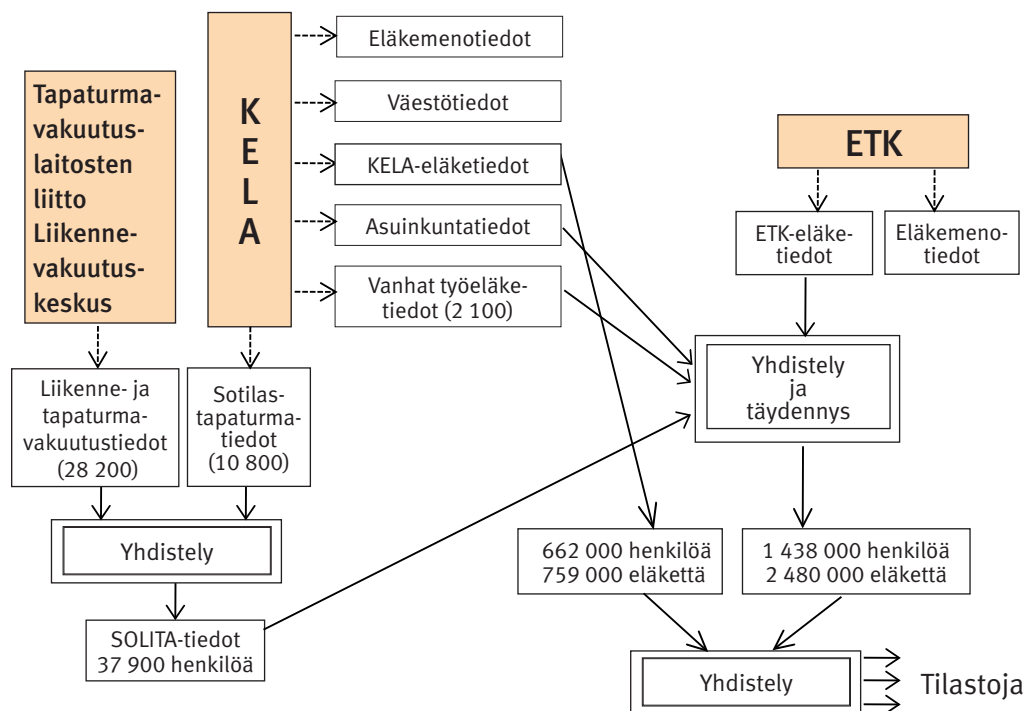 Tapaturma-
vakuutus-
laitosten
liitto
Liikenne-
vakuutus-
keskus
K
E
L
A
Eläkemenotiedot
Väestötiedot
KELA-eläketiedot
Asuinkuntatiedot
Vanhat työeläke-
tiedot (2 100)
ETK
ETK-eläke-
tiedot
Eläkemeno-
tiedot
Yhdistely
ja
täydennys
Liikenne- ja
tapaturma-
vakuutustiedot
(28 200)
Sotilas-
tapaturma-
tiedot
(10 800)
Yhdistely
SOLITA-tiedot
37 900 henkilöä
662 000 henkilöä
759 000 eläkettä
1 438 000 henkilöä
2 480 000 eläkettä
Yhdistely
Tilastoja